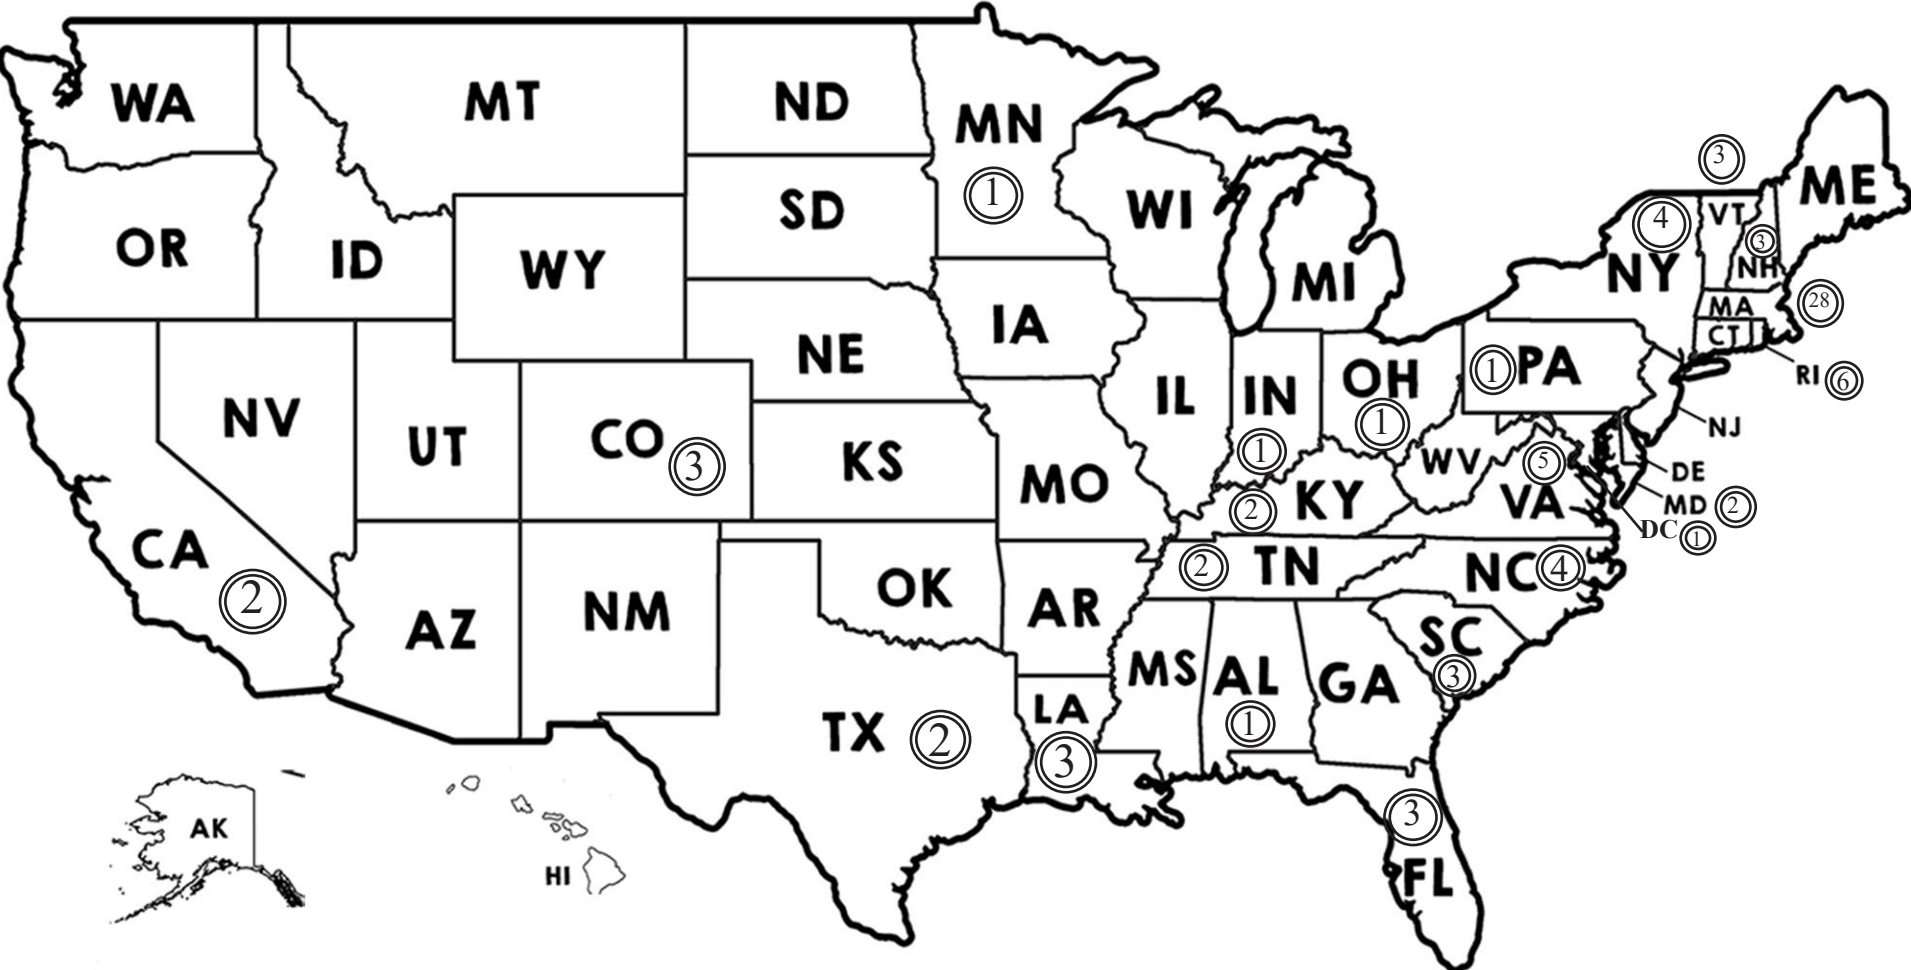 WA
MT
ND
MN
1
OR
ID
WY
SD
WI
MI
3
ME
4
VT
3
NY
NH
28
MA
CT
RI 6
IA
NE
NV
UT
CO
3
KS
MO
IL
IN
1
OH
1
1 PA
NJ
WV
5
VA
DE
MD 2
DC 1
2 KY
CA
2
AZ
NM
OK
AR
2 TN
NC 4
SC
3
MS
AL
1
GA
TX 2
LA
3
3
FL
AK
HI